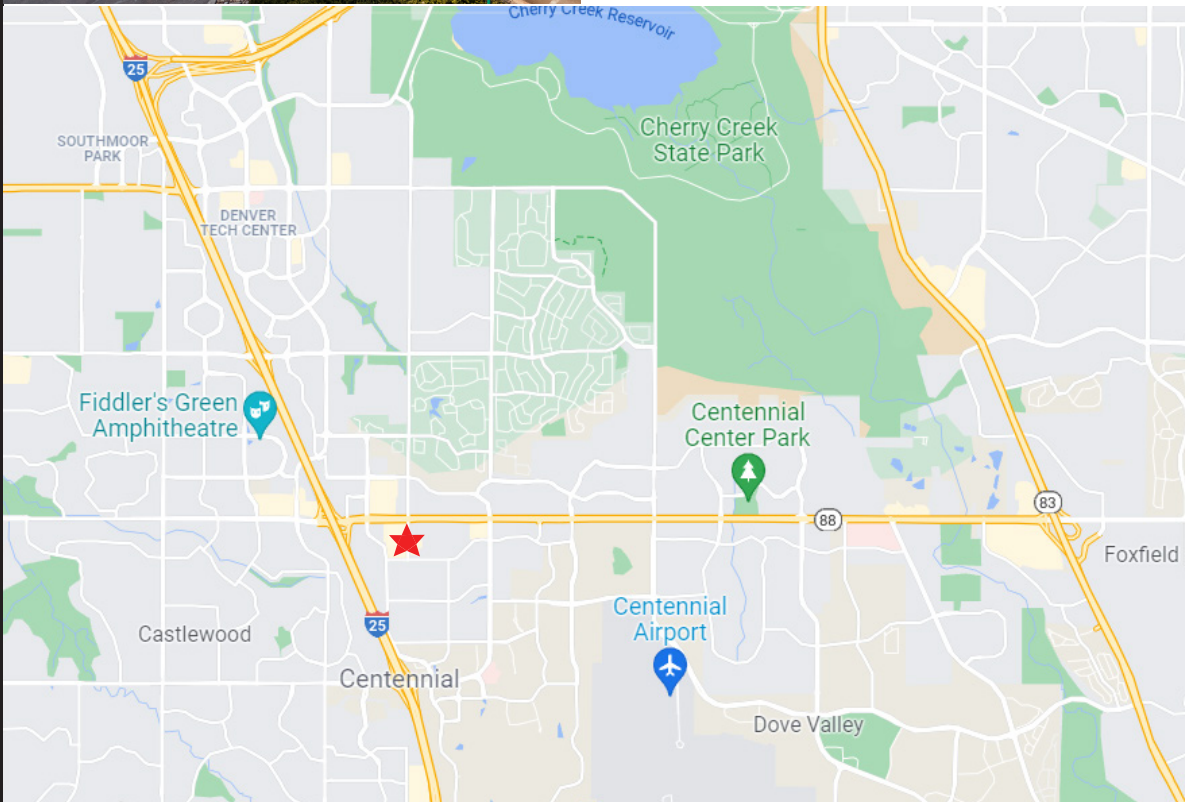 Cherry Creek Reservoir
25
SOUTHMOOR
PARK
Cherry Creek
State Park
DENVER
TECH CENTER
Fiddler's Green
Amphitheatre
Centennial
Center Park
83
88
Foxfield
Centennial
Airport
25
Castlewood
Centennial
Dove Valley